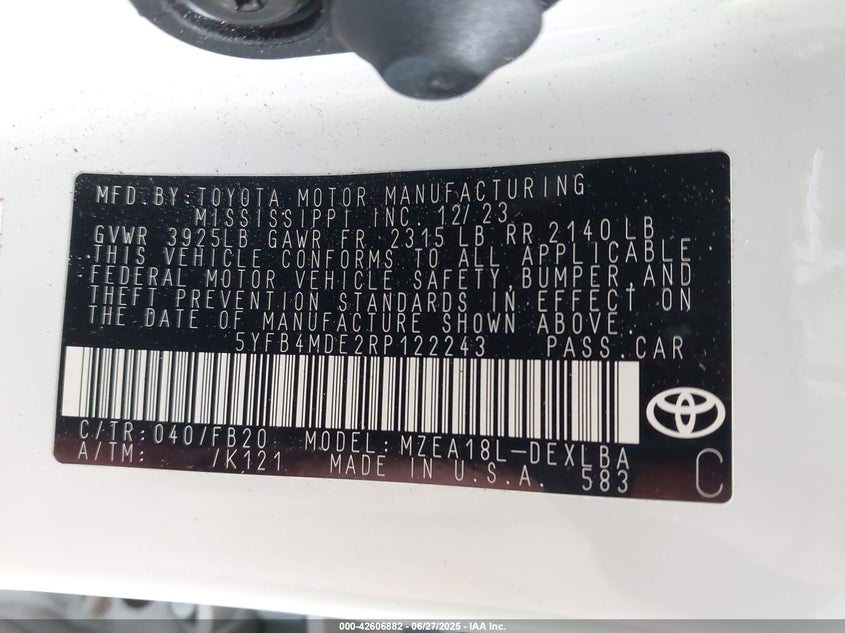 MFD.BY:TOYOTA MOTOR MANUFACTURING
MISSISSIPPI INC. 12/23
GVWR 3925LB GAWR FR 2315 LB RR 2140 LB
THIS VEHICLE CONFORMS TO ALL APPLICABLE
FEDERAL MOTOR VEHICLE SAFETY,BUMPER,AND
THEFT PREVENTION STANDARDS IN EFFECT ON
THE DATE OF MANUFACTURE SHOWN ABOVE.
5YFB4MDE2RP122243 PASS.CAR
C/TR:040/FB20 MODEL:MZEA18L-DEXLBA
A/TM: /K121 MADE IN U.S.A. 583
C
000-42606882 - 06/27/2025 - IAA Inc.